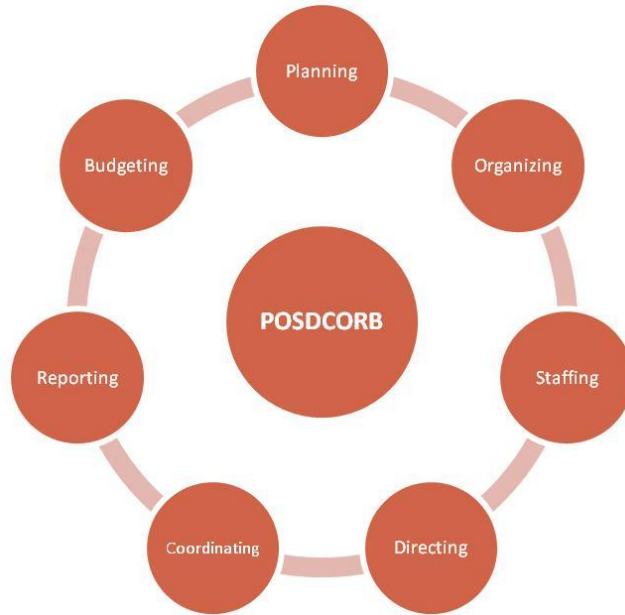 Planning
Organizing
Staffing
Directing
Coordinating
Reporting
Budgeting
POSDCORB